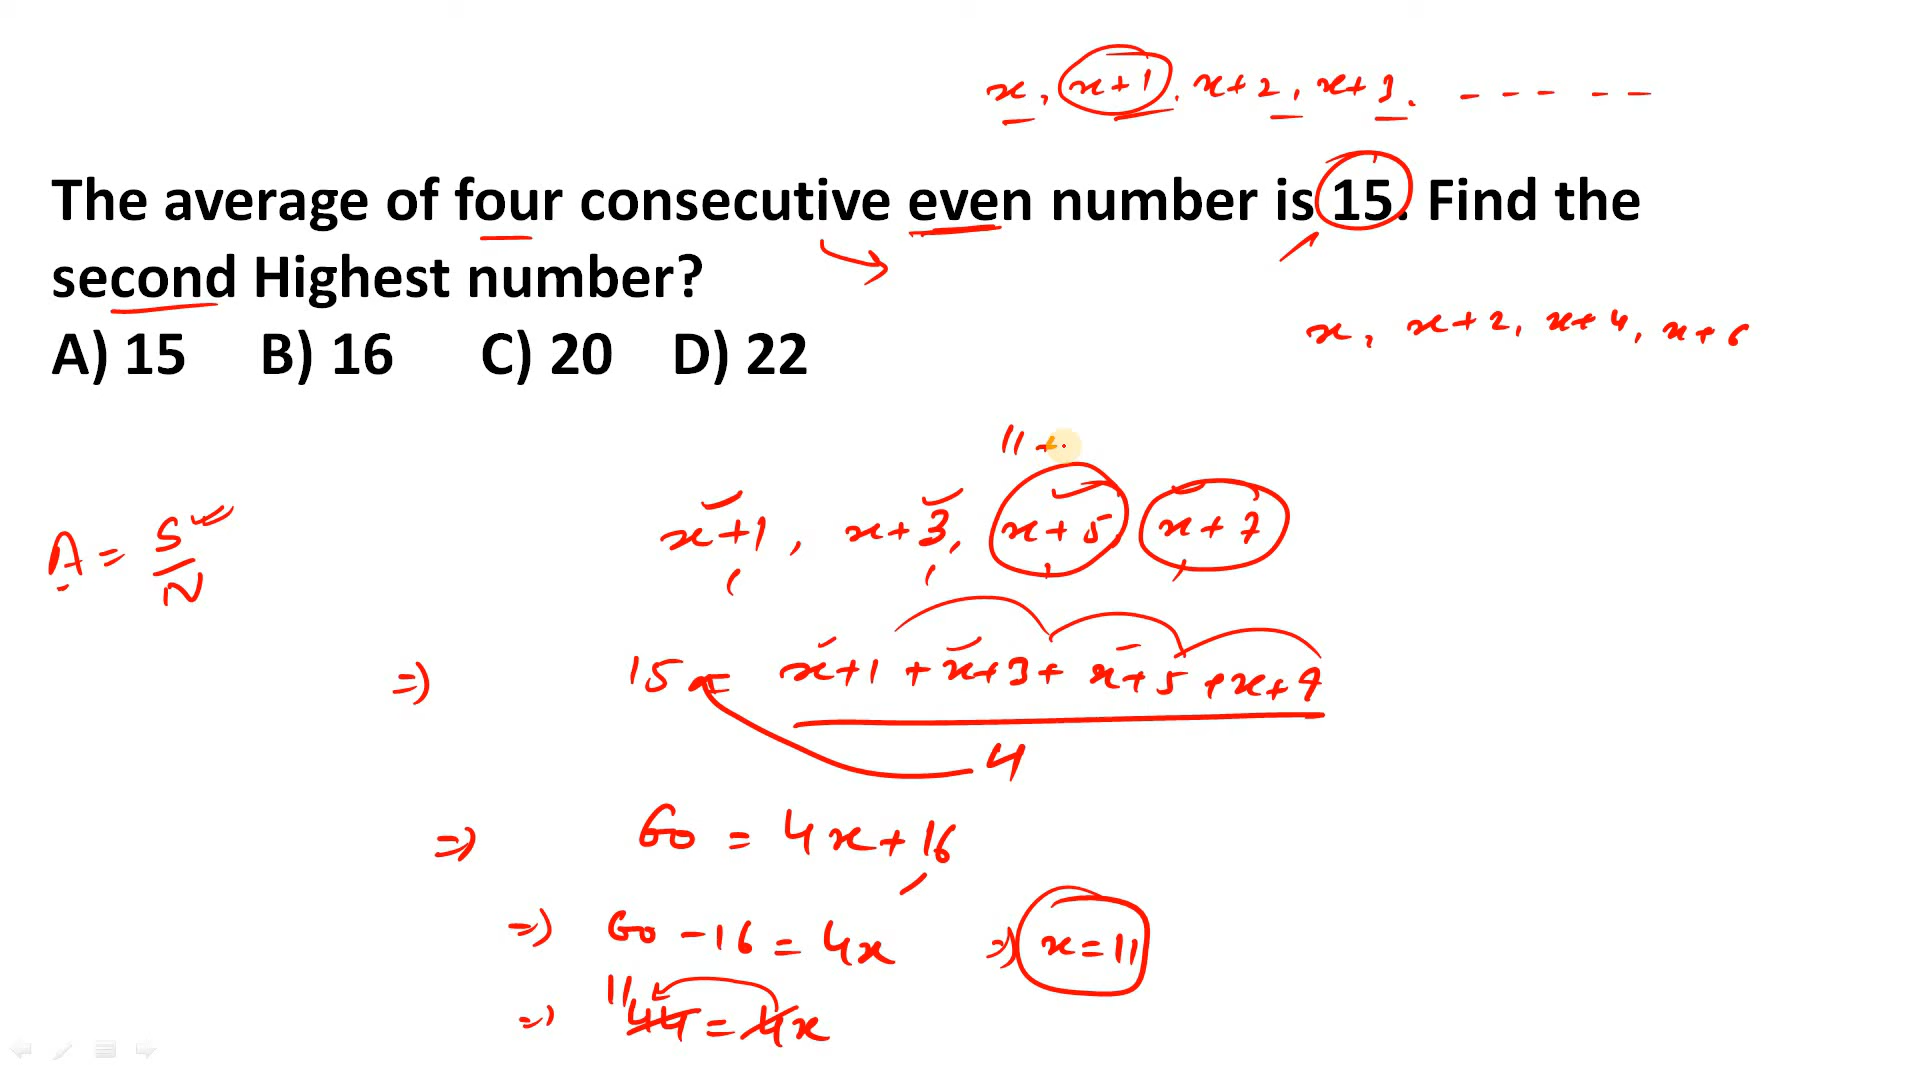 x, x+1, x+2, x+3, - - - - -
The average of four consecutive even number is 15. Find the
second Highest number?
x, x+2, x+4, x+6
A) 15 B) 16 C) 20 D) 22
11 +
A = S/N
x+1, x+3, x+5, x+7
=) 15 = x+1 + x+3 + x+5 + x+7
4
=) 60 = 4x+16
=) 60 - 16 = 4x =) x = 11
11
=) 44 = 4x